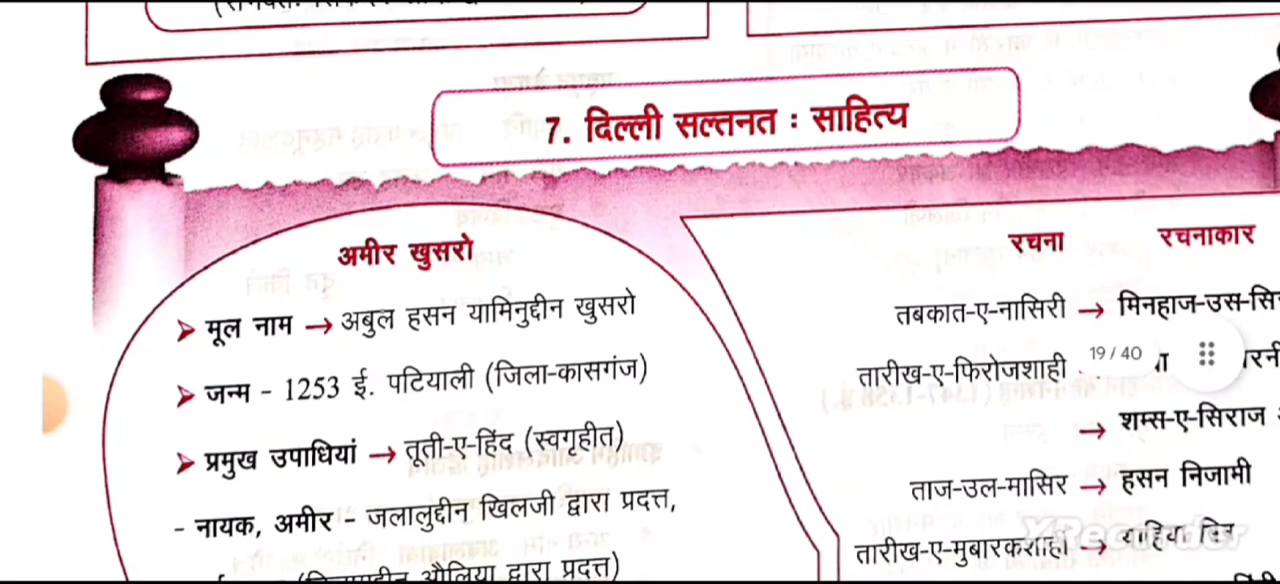 7. दिल्ली सल्तनत : साहित्य
अमीर खुसरो
➤ मूल नाम → अबुल हसन यामिनुद्दीन खुसरो
➤ जन्म - 1253 ई. पटियाली (जिला-कासगंज)
➤ प्रमुख उपाधियां → तूती-ए-हिंद (स्वगृहीत)
- नायक, अमीर - जलालुद्दीन खिलजी द्वारा प्रदत्त,
औलिया द्वारा प्रदत्त)
रचना रचनाकार
तबकात-ए-नासिरी → मिनहाज-उस-सि
तारीख-ए-फिरोजशाही
19 / 40
→ शम्स-ए-सिराज
ताज-उल-मासिर → हसन निजामी
तारीख-ए-मुबारकशाही →
XRecorder